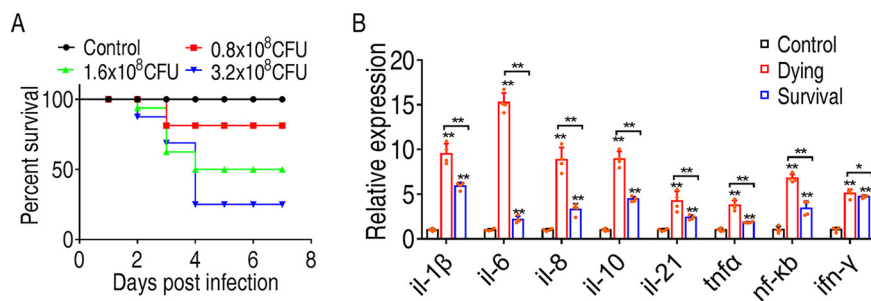 A
Control
0.8x10⁸CFU
1.6x10⁸CFU
3.2x10⁸CFU
Percent survival
100
50
0
0 2 4 6 8
Days post infection
B
Control
Dying
Survival
Relative expression
20
15
10
5
0
** ** **
** ** **
** ** **
** ** **
** ** **
** ** **
** ** **
* ** **
il-1β il-6 il-8 il-10 il-21 tnfα nf-κb ifn-γ